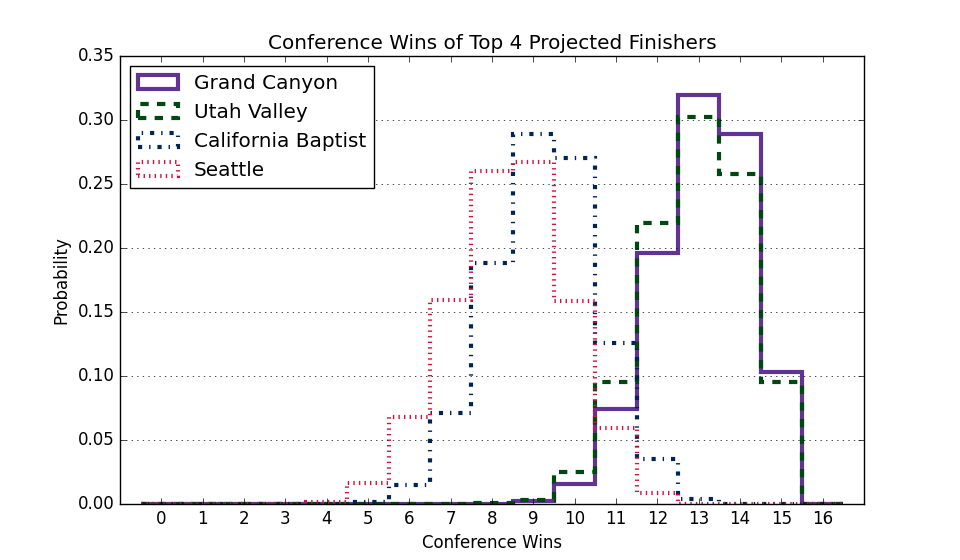 Conference Wins of Top 4 Projected Finishers
0.35
0.30
0.25
0.20
0.15
0.10
0.05
0.00
Probability
Grand Canyon
Utah Valley
California Baptist
Seattle
0 1 2 3 4 5 6 7 8 9 10 11 12 13 14 15 16
Conference Wins